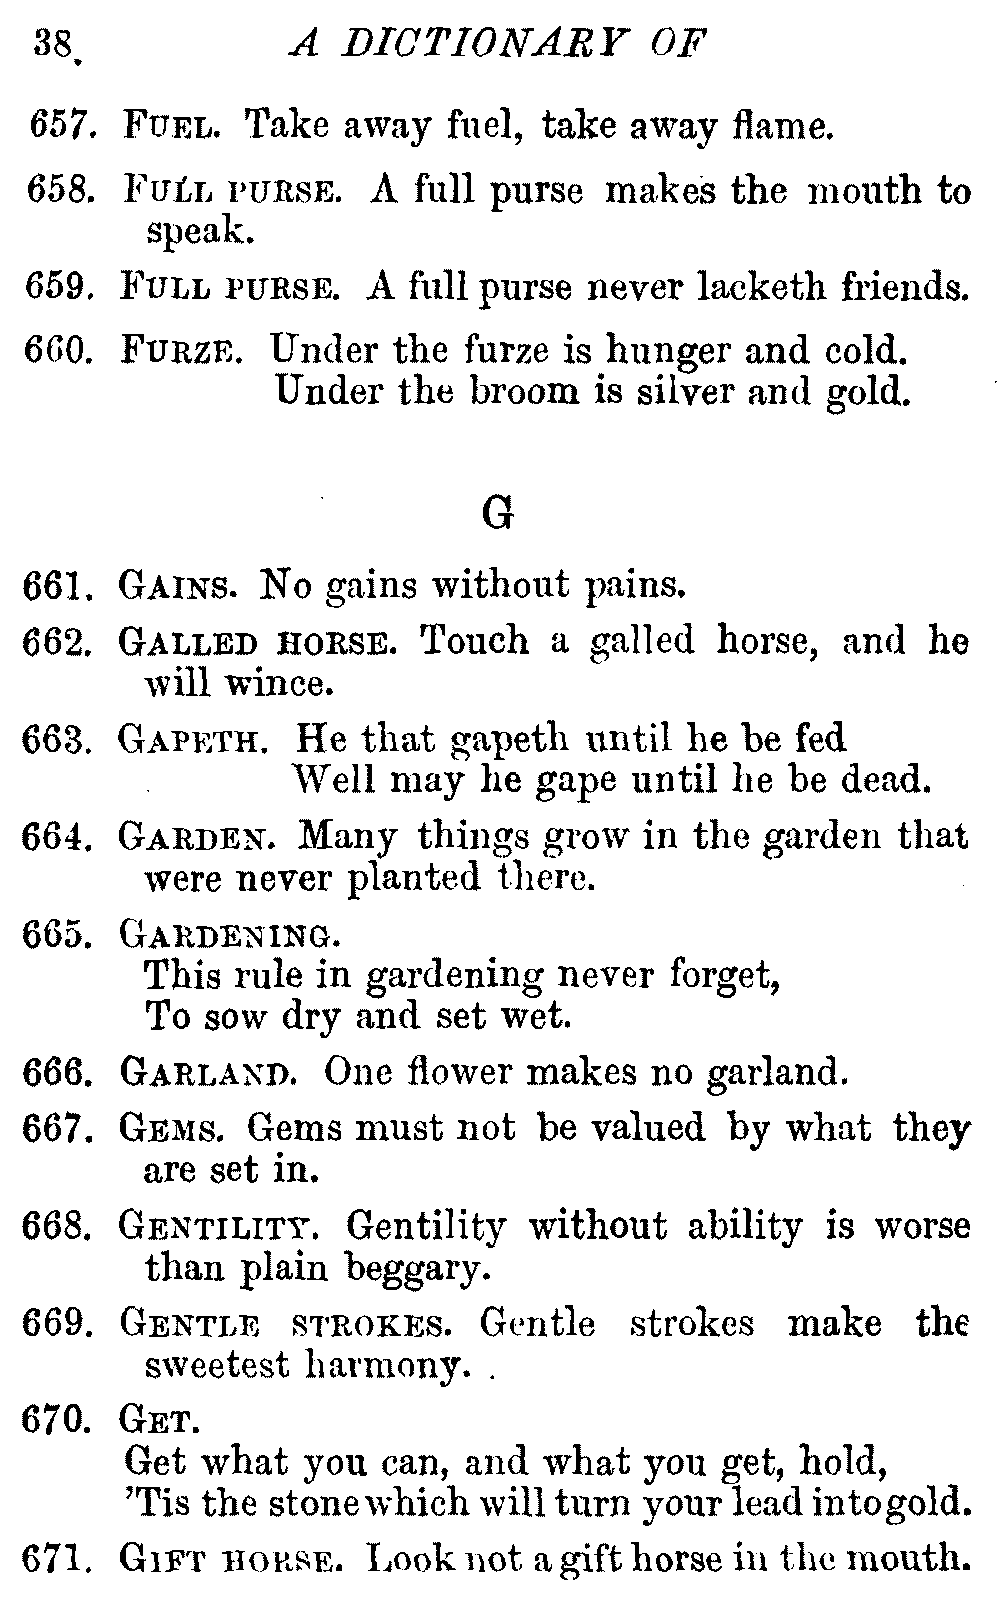 38. A DICTIONARY OF
657. FUEL. Take away fuel, take away flame.
658. FULL PURSE. A full purse makes the mouth to
speak.
659. FULL PURSE. A full purse never lacketh friends.
660. FURZE. Under the furze is hunger and cold.
Under the broom is silver and gold.
G
661. GAINS. No gains without pains.
662. GALLED HORSE. Touch a galled horse, and he
will wince.
663. GAPETH. He that gapeth until he be fed
Well may he gape until he be dead.
664. GARDEN. Many things grow in the garden that
were never planted there.
665. GARDENING.
This rule in gardening never forget,
To sow dry and set wet.
666. GARLAND. One flower makes no garland.
667. GEMS. Gems must not be valued by what they
are set in.
668. GENTILITY. Gentility without ability is worse
than plain beggary.
669. GENTLE STROKES. Gentle strokes make the
sweetest harmony.
670. GET.
Get what you can, and what you get, hold,
'Tis the stone which will turn your lead into gold.
671. GIFT HORSE. Look not a gift horse in the mouth.